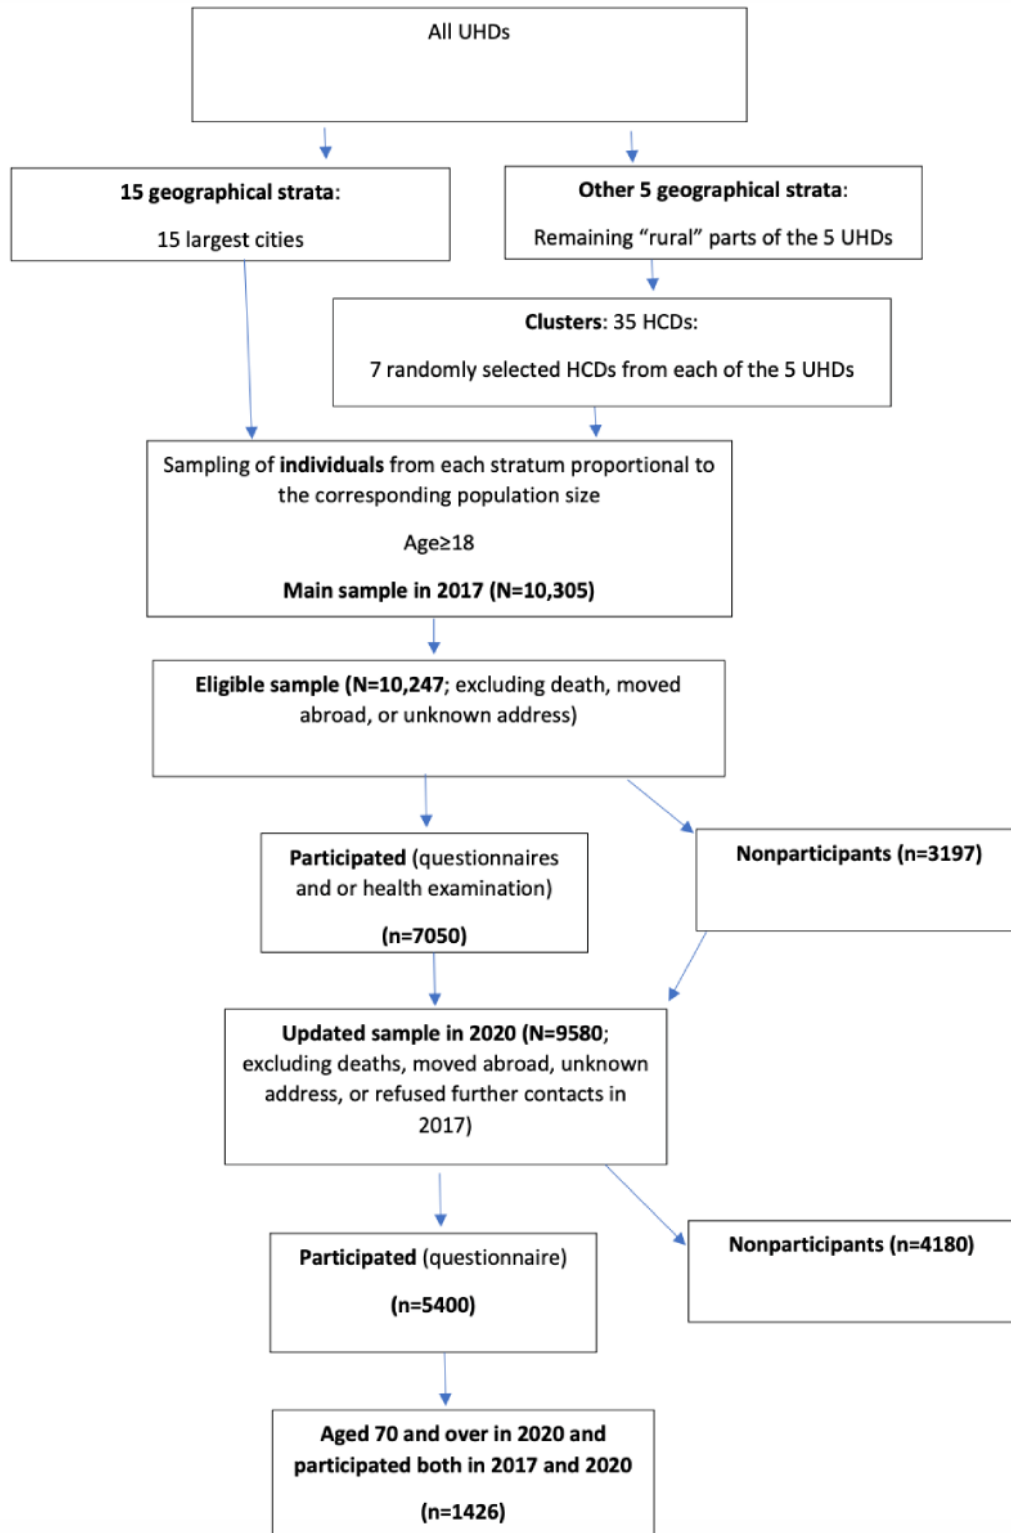 All UHDs
15 geographical strata:
15 largest cities
Other 5 geographical strata:
Remaining “rural” parts of the 5 UHDs
Clusters: 35 HCDs:
7 randomly selected HCDs from each of the 5 UHDs
Sampling of individuals from each stratum proportional to
the corresponding population size
Age≥18
Main sample in 2017 (N=10,305)
Eligible sample (N=10,247; excluding death, moved
abroad, or unknown address)
Participated (questionnaires
and or health examination)
(n=7050)
Nonparticipants (n=3197)
Updated sample in 2020 (N=9580;
excluding deaths, moved abroad, unknown
address, or refused further contacts in
2017)
Participated (questionnaire)
(n=5400)
Nonparticipants (n=4180)
Aged 70 and over in 2020 and
participated both in 2017 and 2020
(n=1426)